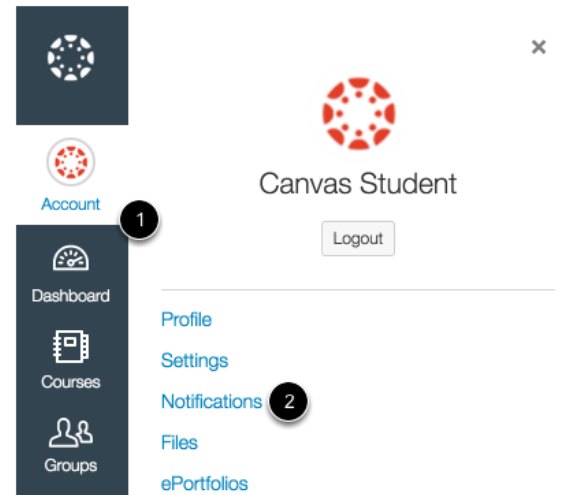 Account
1
Dashboard
Courses
Groups
×
Canvas Student
Logout
Profile
Settings
Notifications 2
Files
ePortfolios